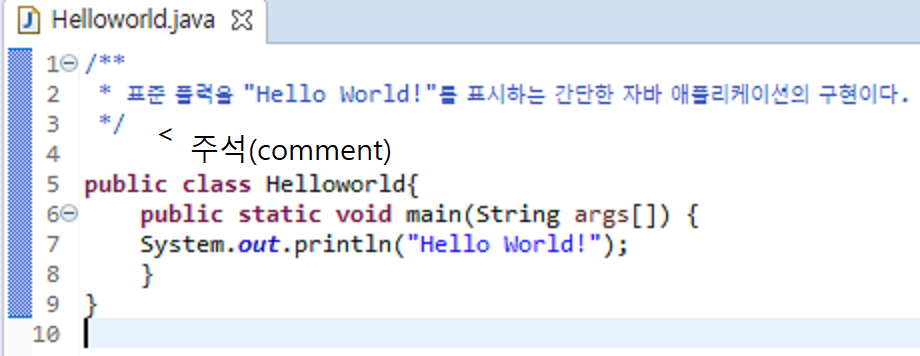 Helloworld.java
1 /**
2 * 표준 플력을 "Hello World!"를 표시하는 간단한 자바 애플리케이션의 구현이다.
3 */
< 주석(comment)
4
5 public class Helloworld{
6 public static void main(String args[]) {
7 System.out.println("Hello World!");
8 }
9 }
10